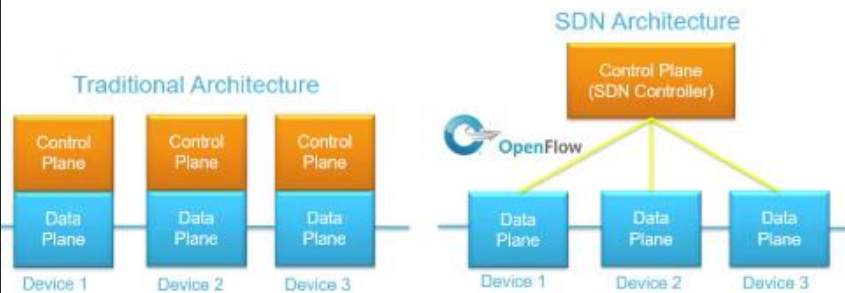 Traditional Architecture
Control
Plane
Control
Plane
Control
Plane
Data
Plane
Data
Plane
Data
Plane
Device 1
Device 2
Device 3
SDN Architecture
Control Plane
(SDN Controller)
OpenFlow
Data
Plane
Data
Plane
Data
Plane
Device 1
Device 2
Device 3